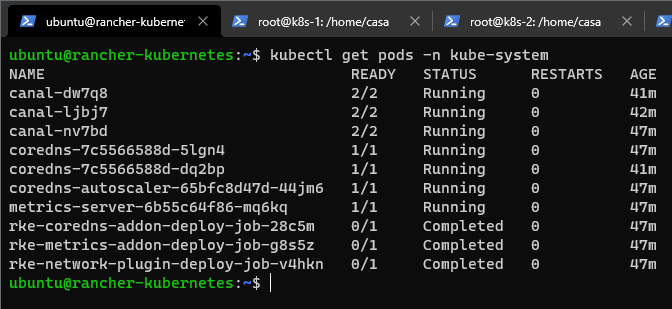 ubuntu@rancher-kubernet
root@k8s-1: /home/casa
root@k8s-2: /home/casa
ubuntu@rancher-kubernetes:~$ kubectl get pods -n kube-system
NAME READY STATUS RESTARTS AGE
canal-dw7q8 2/2 Running 0 41m
canal-ljbj7 2/2 Running 0 42m
canal-nv7bd 2/2 Running 0 47m
coredns-7c5566588d-5lgn4 1/1 Running 0 47m
coredns-7c5566588d-dq2bp 1/1 Running 0 41m
coredns-autoscaler-65bfc8d47d-44jm6 1/1 Running 0 47m
metrics-server-6b55c64f86-mq6kq 1/1 Running 0 47m
rke-coredns-addon-deploy-job-28c5m 0/1 Completed 0 47m
rke-metrics-addon-deploy-job-g8s5z 0/1 Completed 0 47m
rke-network-plugin-deploy-job-v4hkn 0/1 Completed 0 47m
ubuntu@rancher-kubernetes:~$